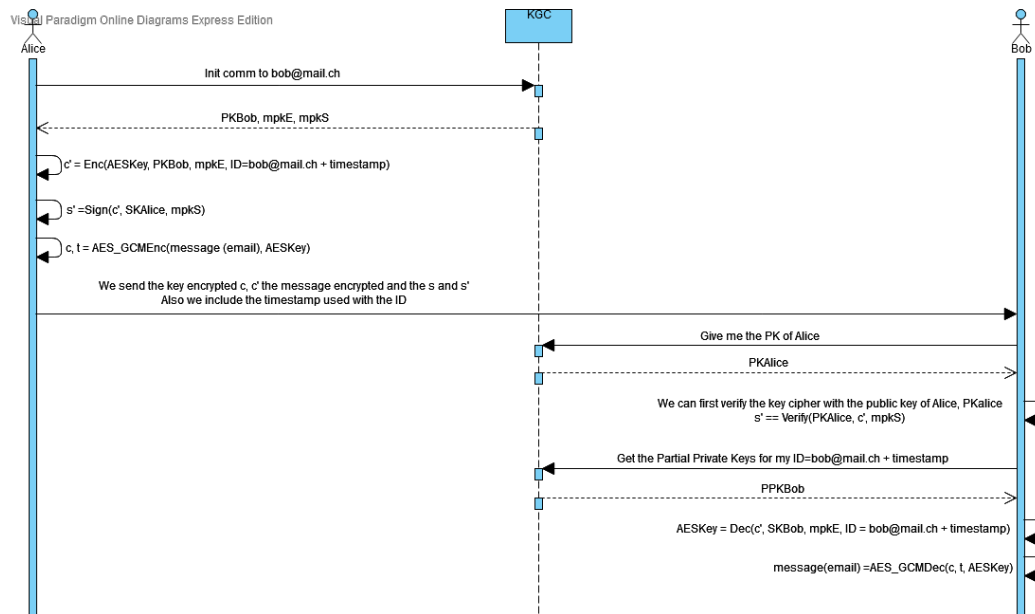 Visual Paradigm Online Diagrams Express Edition
KGC
Alice
Bob
Init comm to bob@mail.ch
PKBob, mpkE, mpkS
c' = Enc(AESKey, PKBob, mpkE, ID=bob@mail.ch + timestamp)
s' =Sign(c', SKAlice, mpkS)
c, t = AES_GCMEnc(message (email), AESKey)
We send the key encrypted c, c' the message encrypted and the s and s'
Also we include the timestamp used with the ID
Give me the PK of Alice
PKAlice
We can first verify the key cipher with the public key of Alice, PKalice
s' == Verify(PKAlice, c', mpkS)
Get the Partial Private Keys for my ID=bob@mail.ch + timestamp
PPKBob
AESKey = Dec(c', SKBob, mpkE, ID = bob@mail.ch + timestamp)
message(email) =AES_GCMDec(c, t, AESKey)